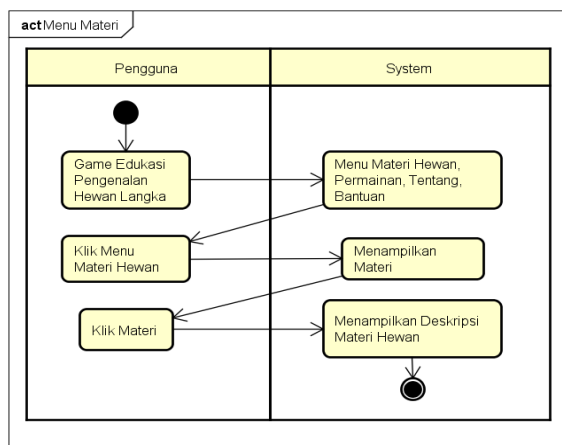 act Menu Materi
Pengguna
System
Game Edukasi
Pengenalan
Hewan Langka
Menu Materi Hewan,
Permainan, Tentang,
Bantuan
Klik Menu
Materi Hewan
Menampilkan
Materi
Klik Materi
Menampilkan Deskripsi
Materi Hewan